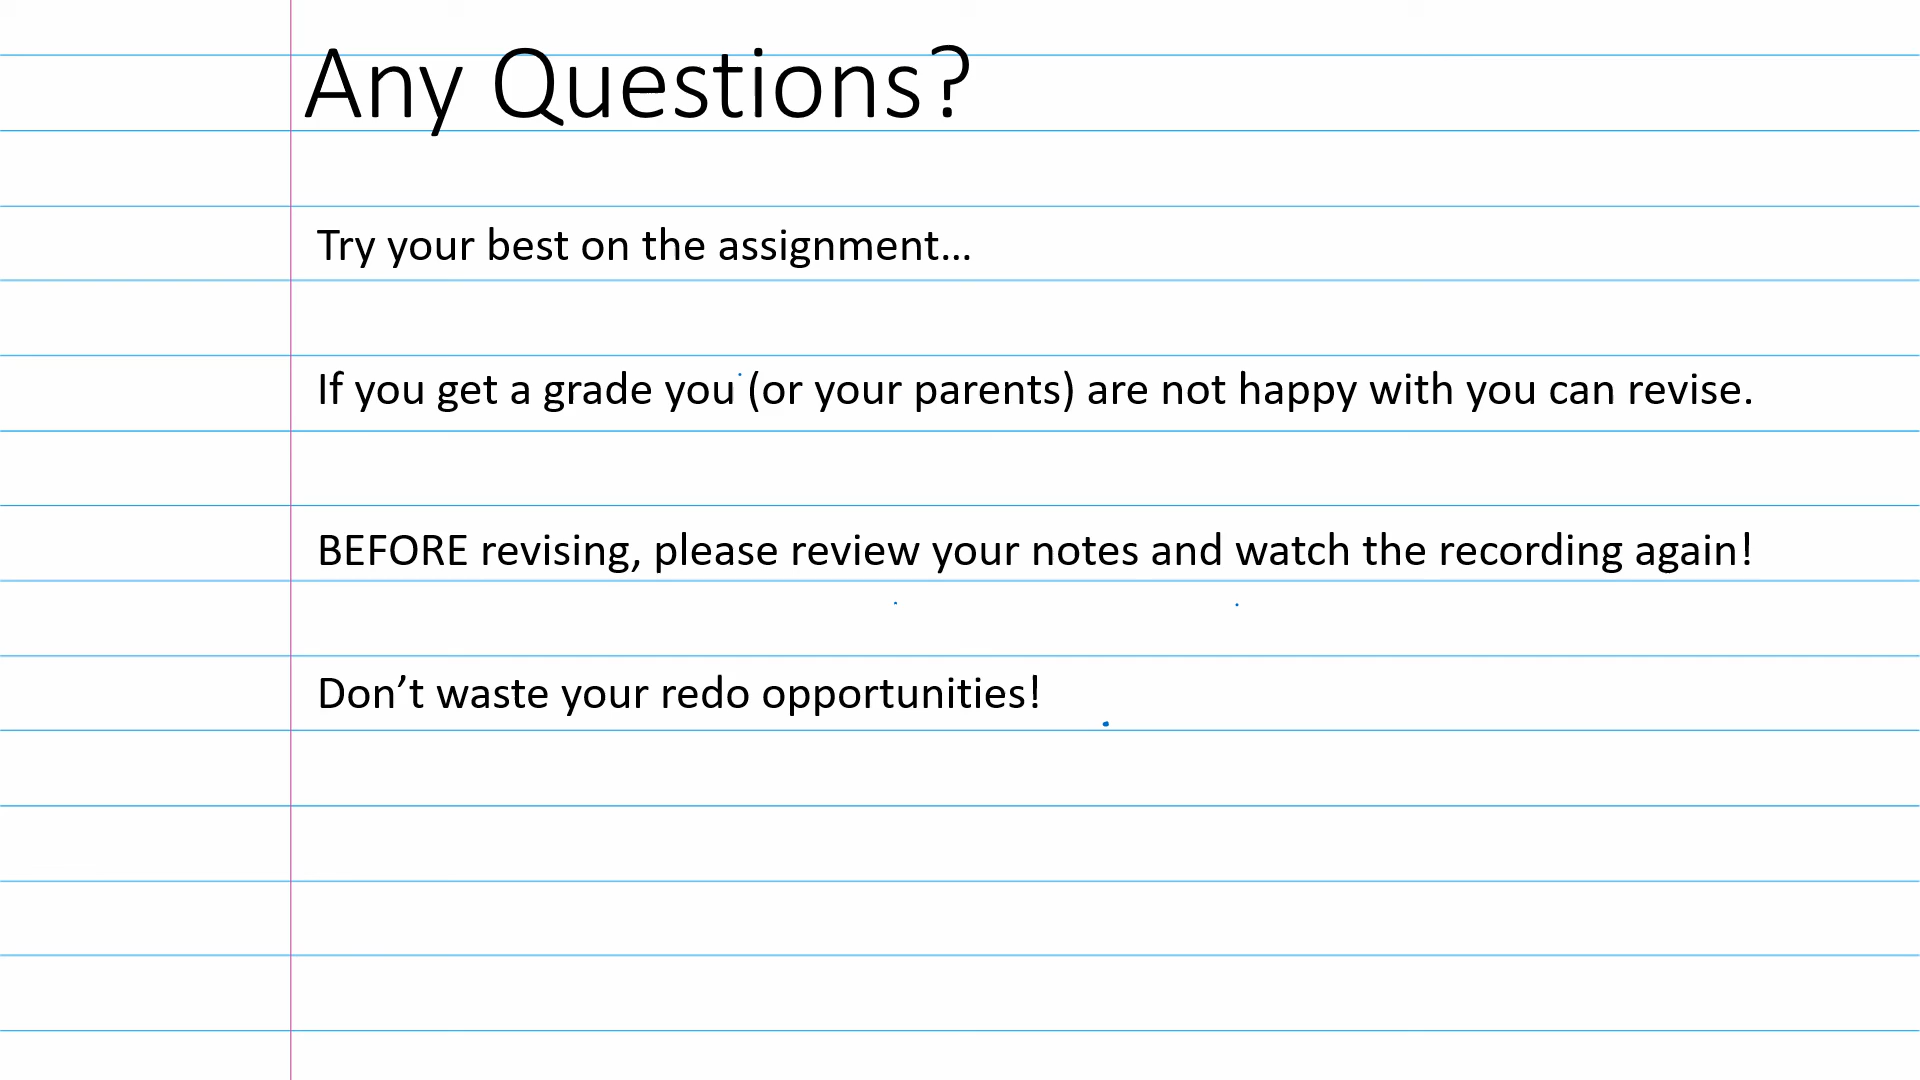 Any Questions?
Try your best on the assignment…
If you get a grade you (or your parents) are not happy with you can revise.
BEFORE revising, please review your notes and watch the recording again!
Don’t waste your redo opportunities!